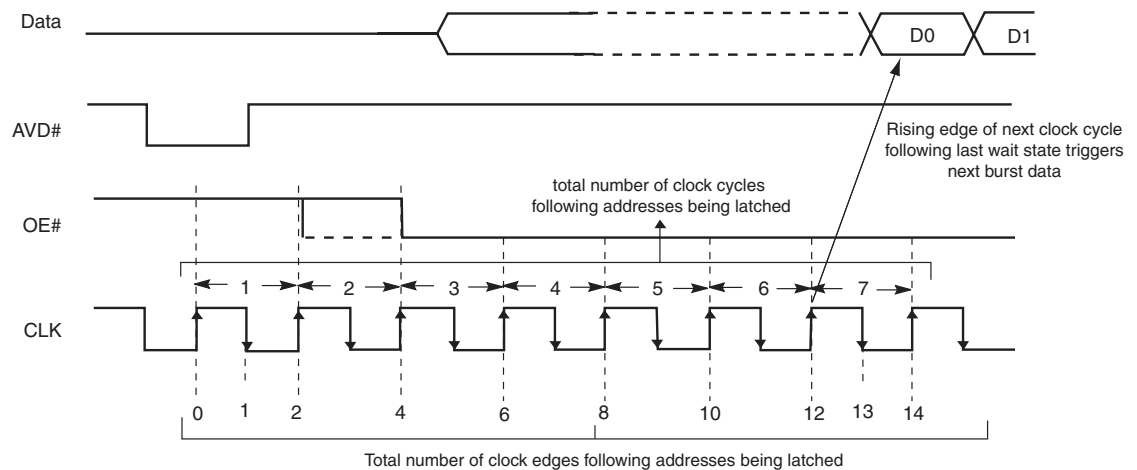 Data
D0
D1
AVD#
Rising edge of next clock cycle
following last wait state triggers
next burst data
total number of clock cycles
following addresses being latched
OE#
1 2 3 4 5 6 7
CLK
0 1 2 4 6 8 10 12 13 14
Total number of clock edges following addresses being latched